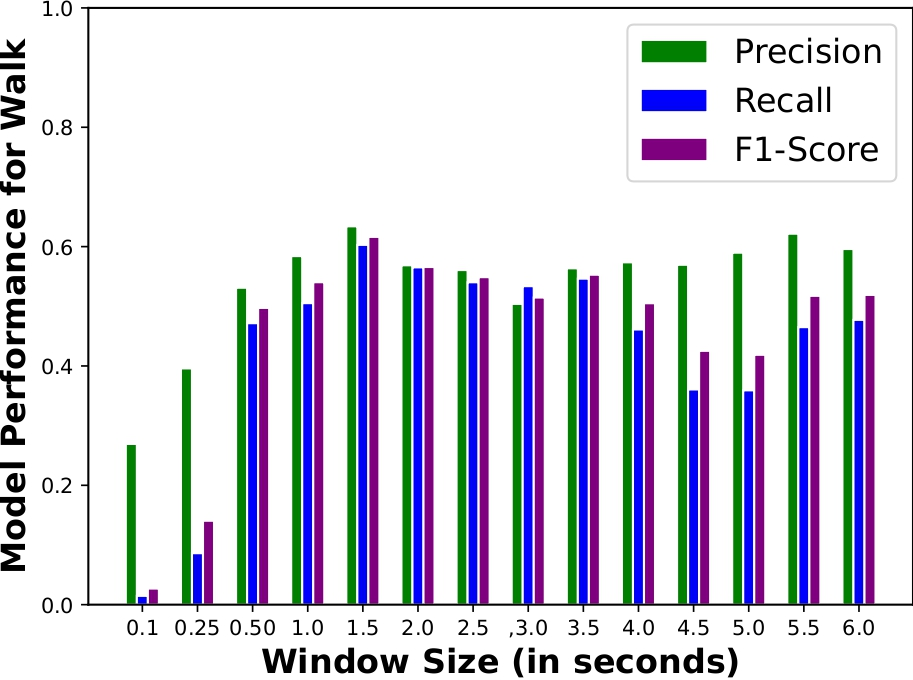 Model Performance for Walk
1.0
0.8
0.6
0.4
0.2
0.0
Precision
Recall
F1-Score
0.1 0.25 0.50 1.0 1.5 2.0 2.5 ,3.0 3.5 4.0 4.5 5.0 5.5 6.0
Window Size (in seconds)